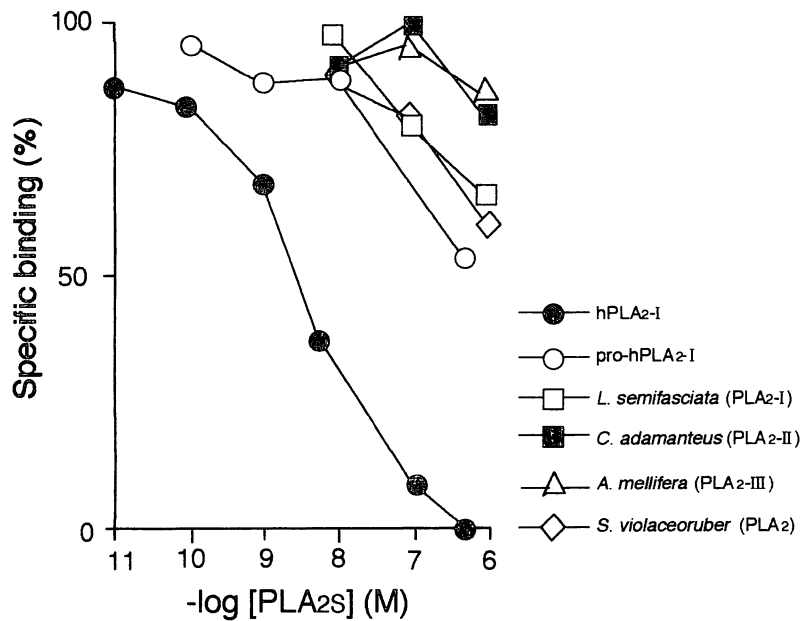 100
50
0
Specific binding (%)
11 10 9 8 7 6
-log [PLA2S] (M)
hPLA2-I
pro-hPLA2-I
L. semifasciata (PLA2-I)
C. adamanteus (PLA2-II)
A. mellifera (PLA2-III)
S. violaceoruber (PLA2)